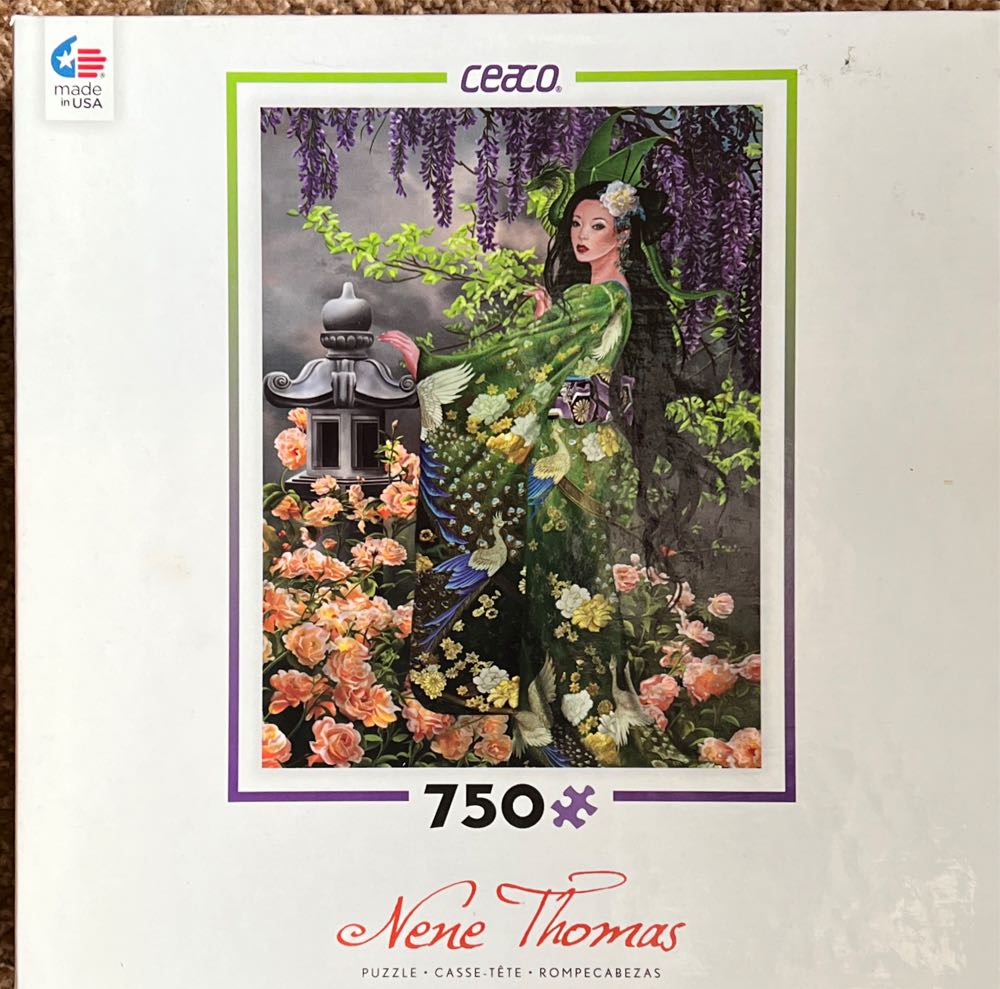 made
in USA
ceaco®
750
Nene Thomas
PUZZLE • CASSE-TÊTE • ROMPECABEZAS